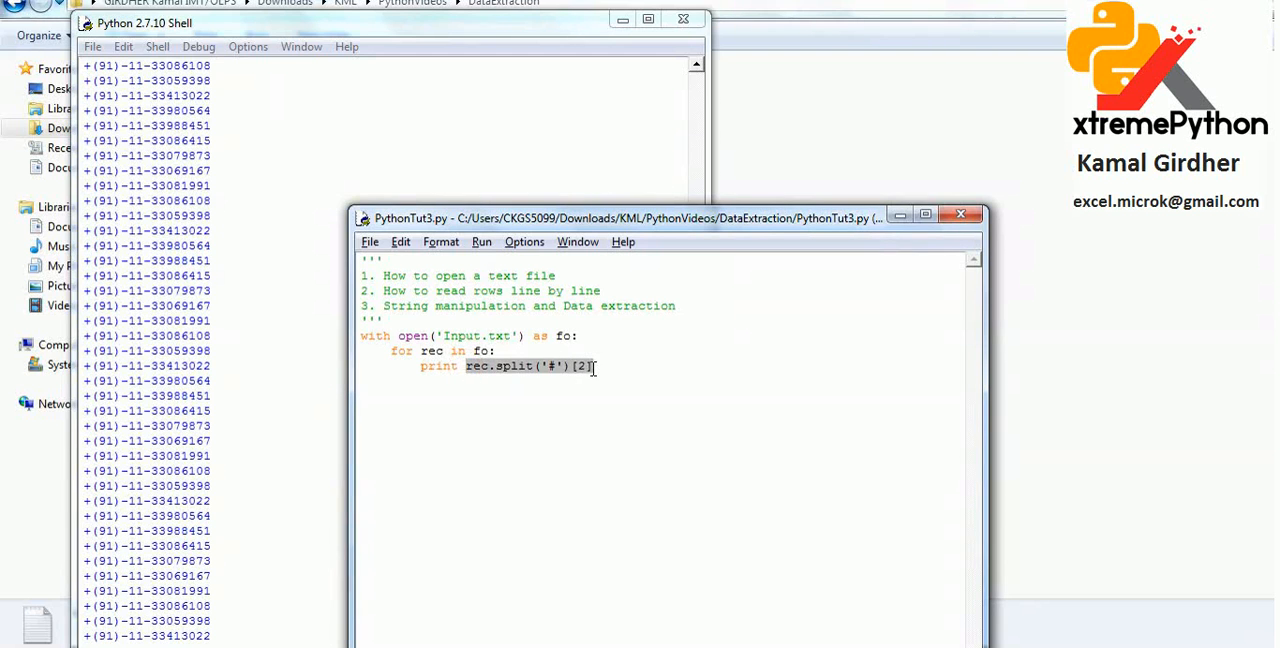 GIRDHER Kamal IMT/OLPS
Downloads
KML
PythonVideos
DataExtraction
Python 2.7.10 Shell
Organize
File Edit Shell Debug Options Window Help
Favori
Desk
Libra
Dow
Rece
Docu
Librari
Docu
Mus
My P
Pictu
Vide
Comp
Syste
Netwo
+(91)-11-33086108
+(91)-11-33059398
+(91)-11-33413022
+(91)-11-33980564
+(91)-11-33988451
+(91)-11-33086415
+(91)-11-33079873
+(91)-11-33069167
+(91)-11-33081991
+(91)-11-33086108
+(91)-11-33059398
+(91)-11-33413022
+(91)-11-33980564
+(91)-11-33988451
+(91)-11-33086415
+(91)-11-33079873
+(91)-11-33069167
+(91)-11-33081991
+(91)-11-33086108
+(91)-11-33059398
+(91)-11-33413022
+(91)-11-33980564
+(91)-11-33988451
+(91)-11-33086415
+(91)-11-33079873
+(91)-11-33069167
+(91)-11-33081991
+(91)-11-33086108
+(91)-11-33059398
+(91)-11-33413022
+(91)-11-33980564
+(91)-11-33988451
+(91)-11-33086415
+(91)-11-33079873
+(91)-11-33069167
+(91)-11-33081991
+(91)-11-33086108
+(91)-11-33059398
+(91)-11-33413022
PythonTut3.py - C:/Users/CKGS5099/Downloads/KML/PythonVideos/DataExtraction/PythonTut3.py (...
File Edit Format Run Options Window Help
'''
1. How to open a text file
2. How to read rows line by line
3. String manipulation and Data extraction
'''
with open('Input.txt') as fo:
for rec in fo:
print rec.split('#')[2]
xtremePython
Kamal Girdher
excel.microk@gmail.com